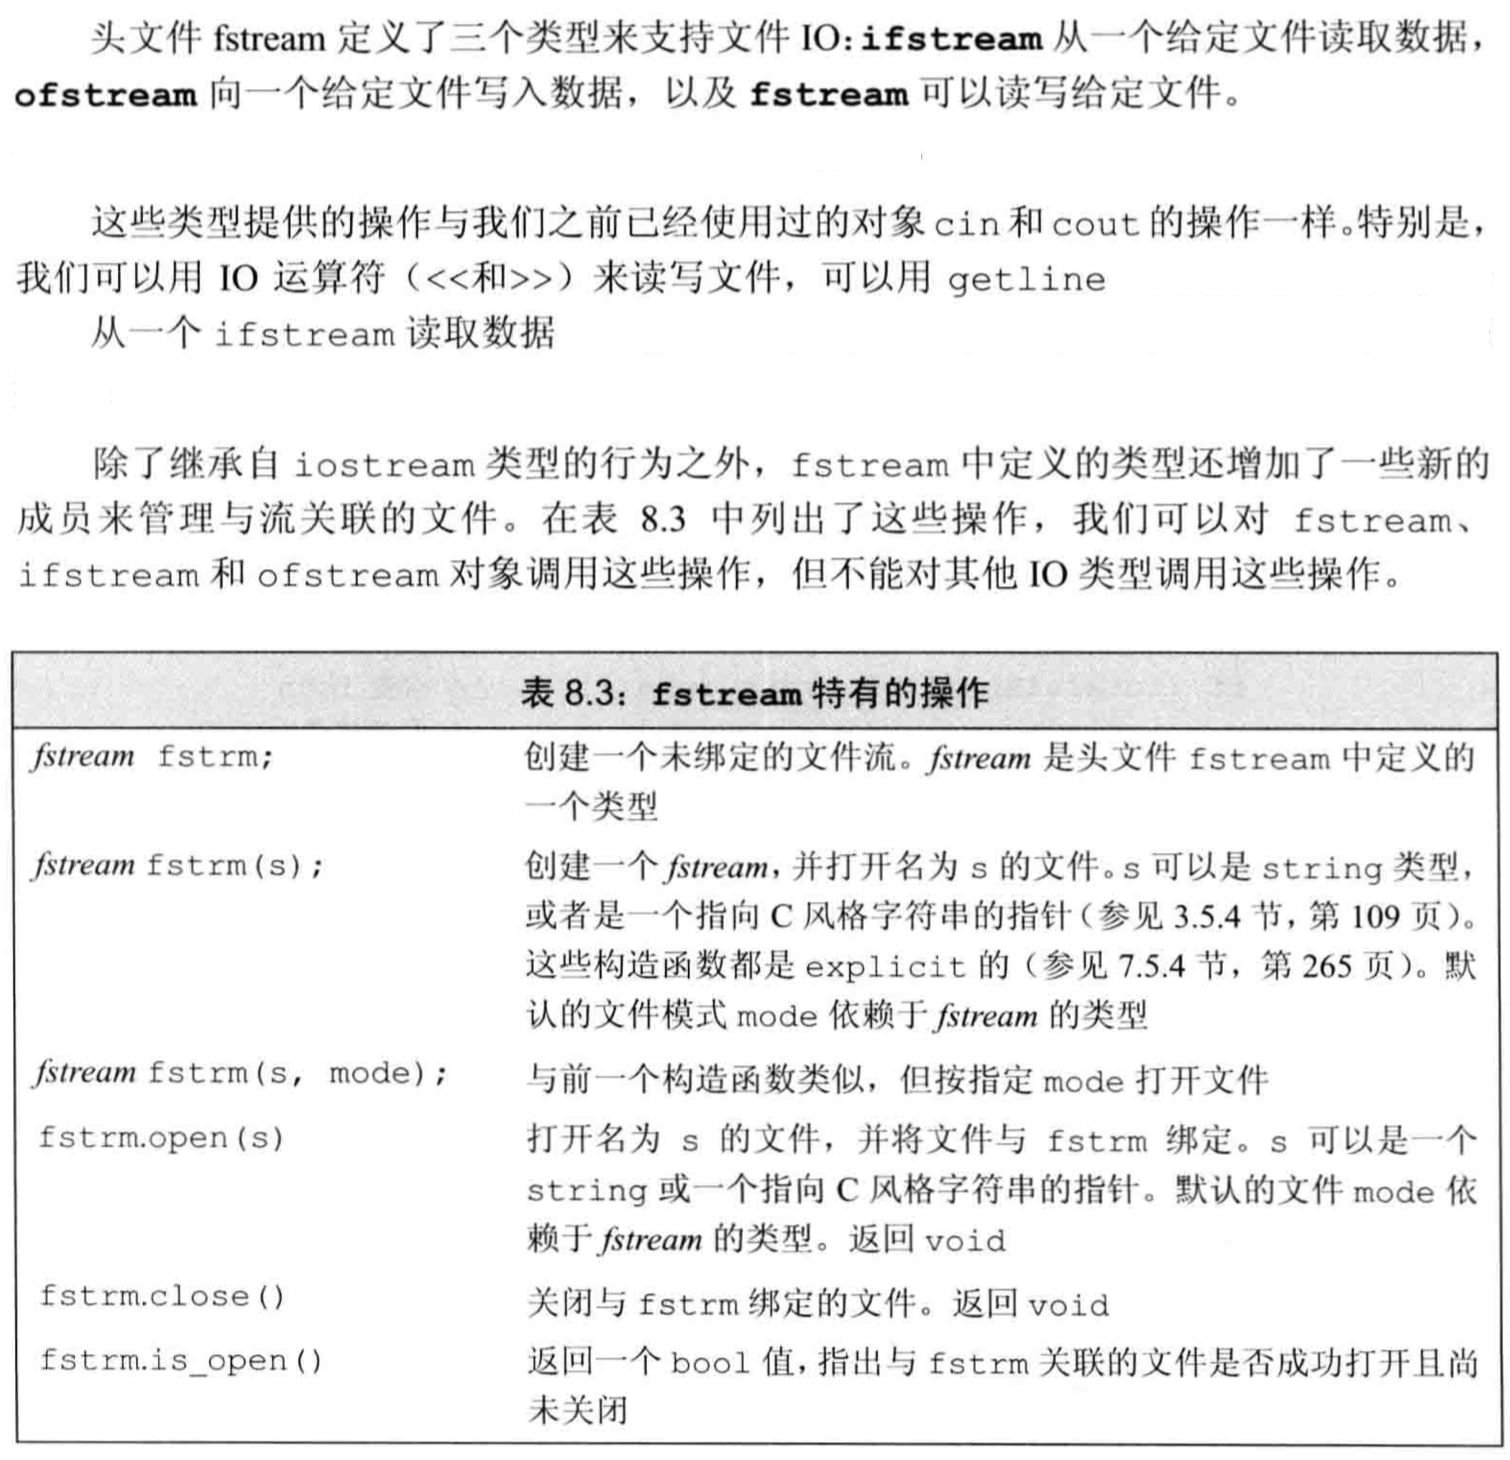 头文件 fstream 定义了三个类型来支持文件 IO：ifstream 从一个给定文件读取数据，
ofstream 向一个给定文件写入数据，以及 fstream 可以读写给定文件。
这些类型提供的操作与我们之前已经使用过的对象 cin 和 cout 的操作一样。特别是，
我们可以用 IO 运算符（<<和>>）来读写文件，可以用 getline
从一个 ifstream 读取数据
除了继承自 iostream 类型的行为之外，fstream 中定义的类型还增加了一些新的
成员来管理与流关联的文件。在表 8.3 中列出了这些操作，我们可以对 fstream、
ifstream 和 ofstream 对象调用这些操作，但不能对其他 IO 类型调用这些操作。
表 8.3：fstream 特有的操作
fstream fstrm; 创建一个未绑定的文件流。fstream 是头文件 fstream 中定义的
一个类型
fstream fstrm(s); 创建一个 fstream，并打开名为 s 的文件。s 可以是 string 类型，
或者是一个指向 C 风格字符串的指针（参见 3.5.4 节，第 109 页）。
这些构造函数都是 explicit 的（参见 7.5.4 节，第 265 页）。默
认的文件模式 mode 依赖于 fstream 的类型
fstream fstrm(s, mode); 与前一个构造函数类似，但按指定 mode 打开文件
fstrm.open(s) 打开名为 s 的文件，并将文件与 fstrm 绑定。s 可以是一个
string 或一个指向 C 风格字符串的指针。默认的文件 mode 依
赖于 fstream 的类型。返回 void
fstrm.close() 关闭与 fstrm 绑定的文件。返回 void
fstrm.is_open() 返回一个 bool 值，指出与 fstrm 关联的文件是否成功打开且尚
未关闭